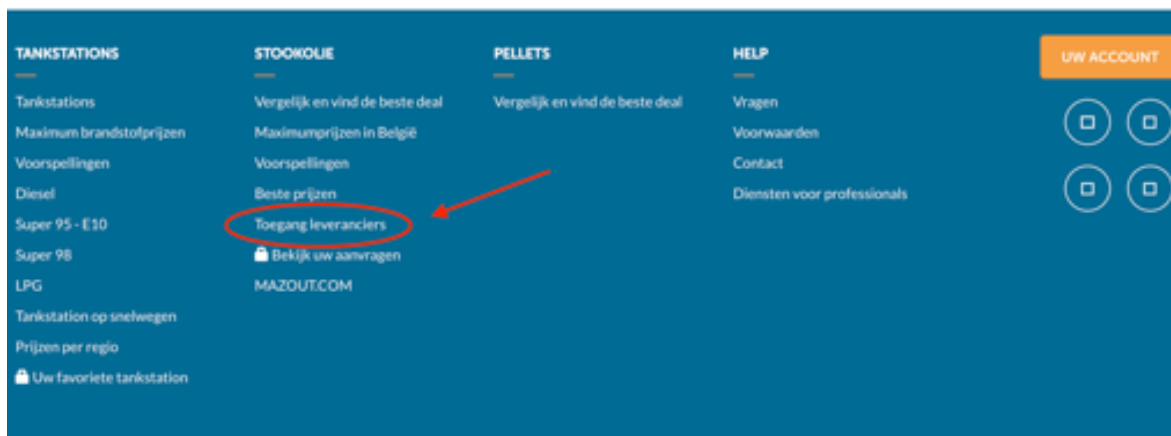 TANKSTATIONS
Tankstations
Maximum brandstofprijzen
Voorspellingen
Diesel
Super 95 - E10
Super 98
LPG
Tankstation op snelwegen
Prijzen per regio
Uw favoriete tankstation
STOOKOLIE
Vergelijk en vind de beste deal
Maximumprijzen in België
Voorspellingen
Beste prijzen
Toegang leveranciers
Bekijk uw aanvragen
MAZOUT.COM
PELLETS
Vergelijk en vind de beste deal
HELP
Vragen
Voorwaarden
Contact
Diensten voor professionals
UW ACCOUNT